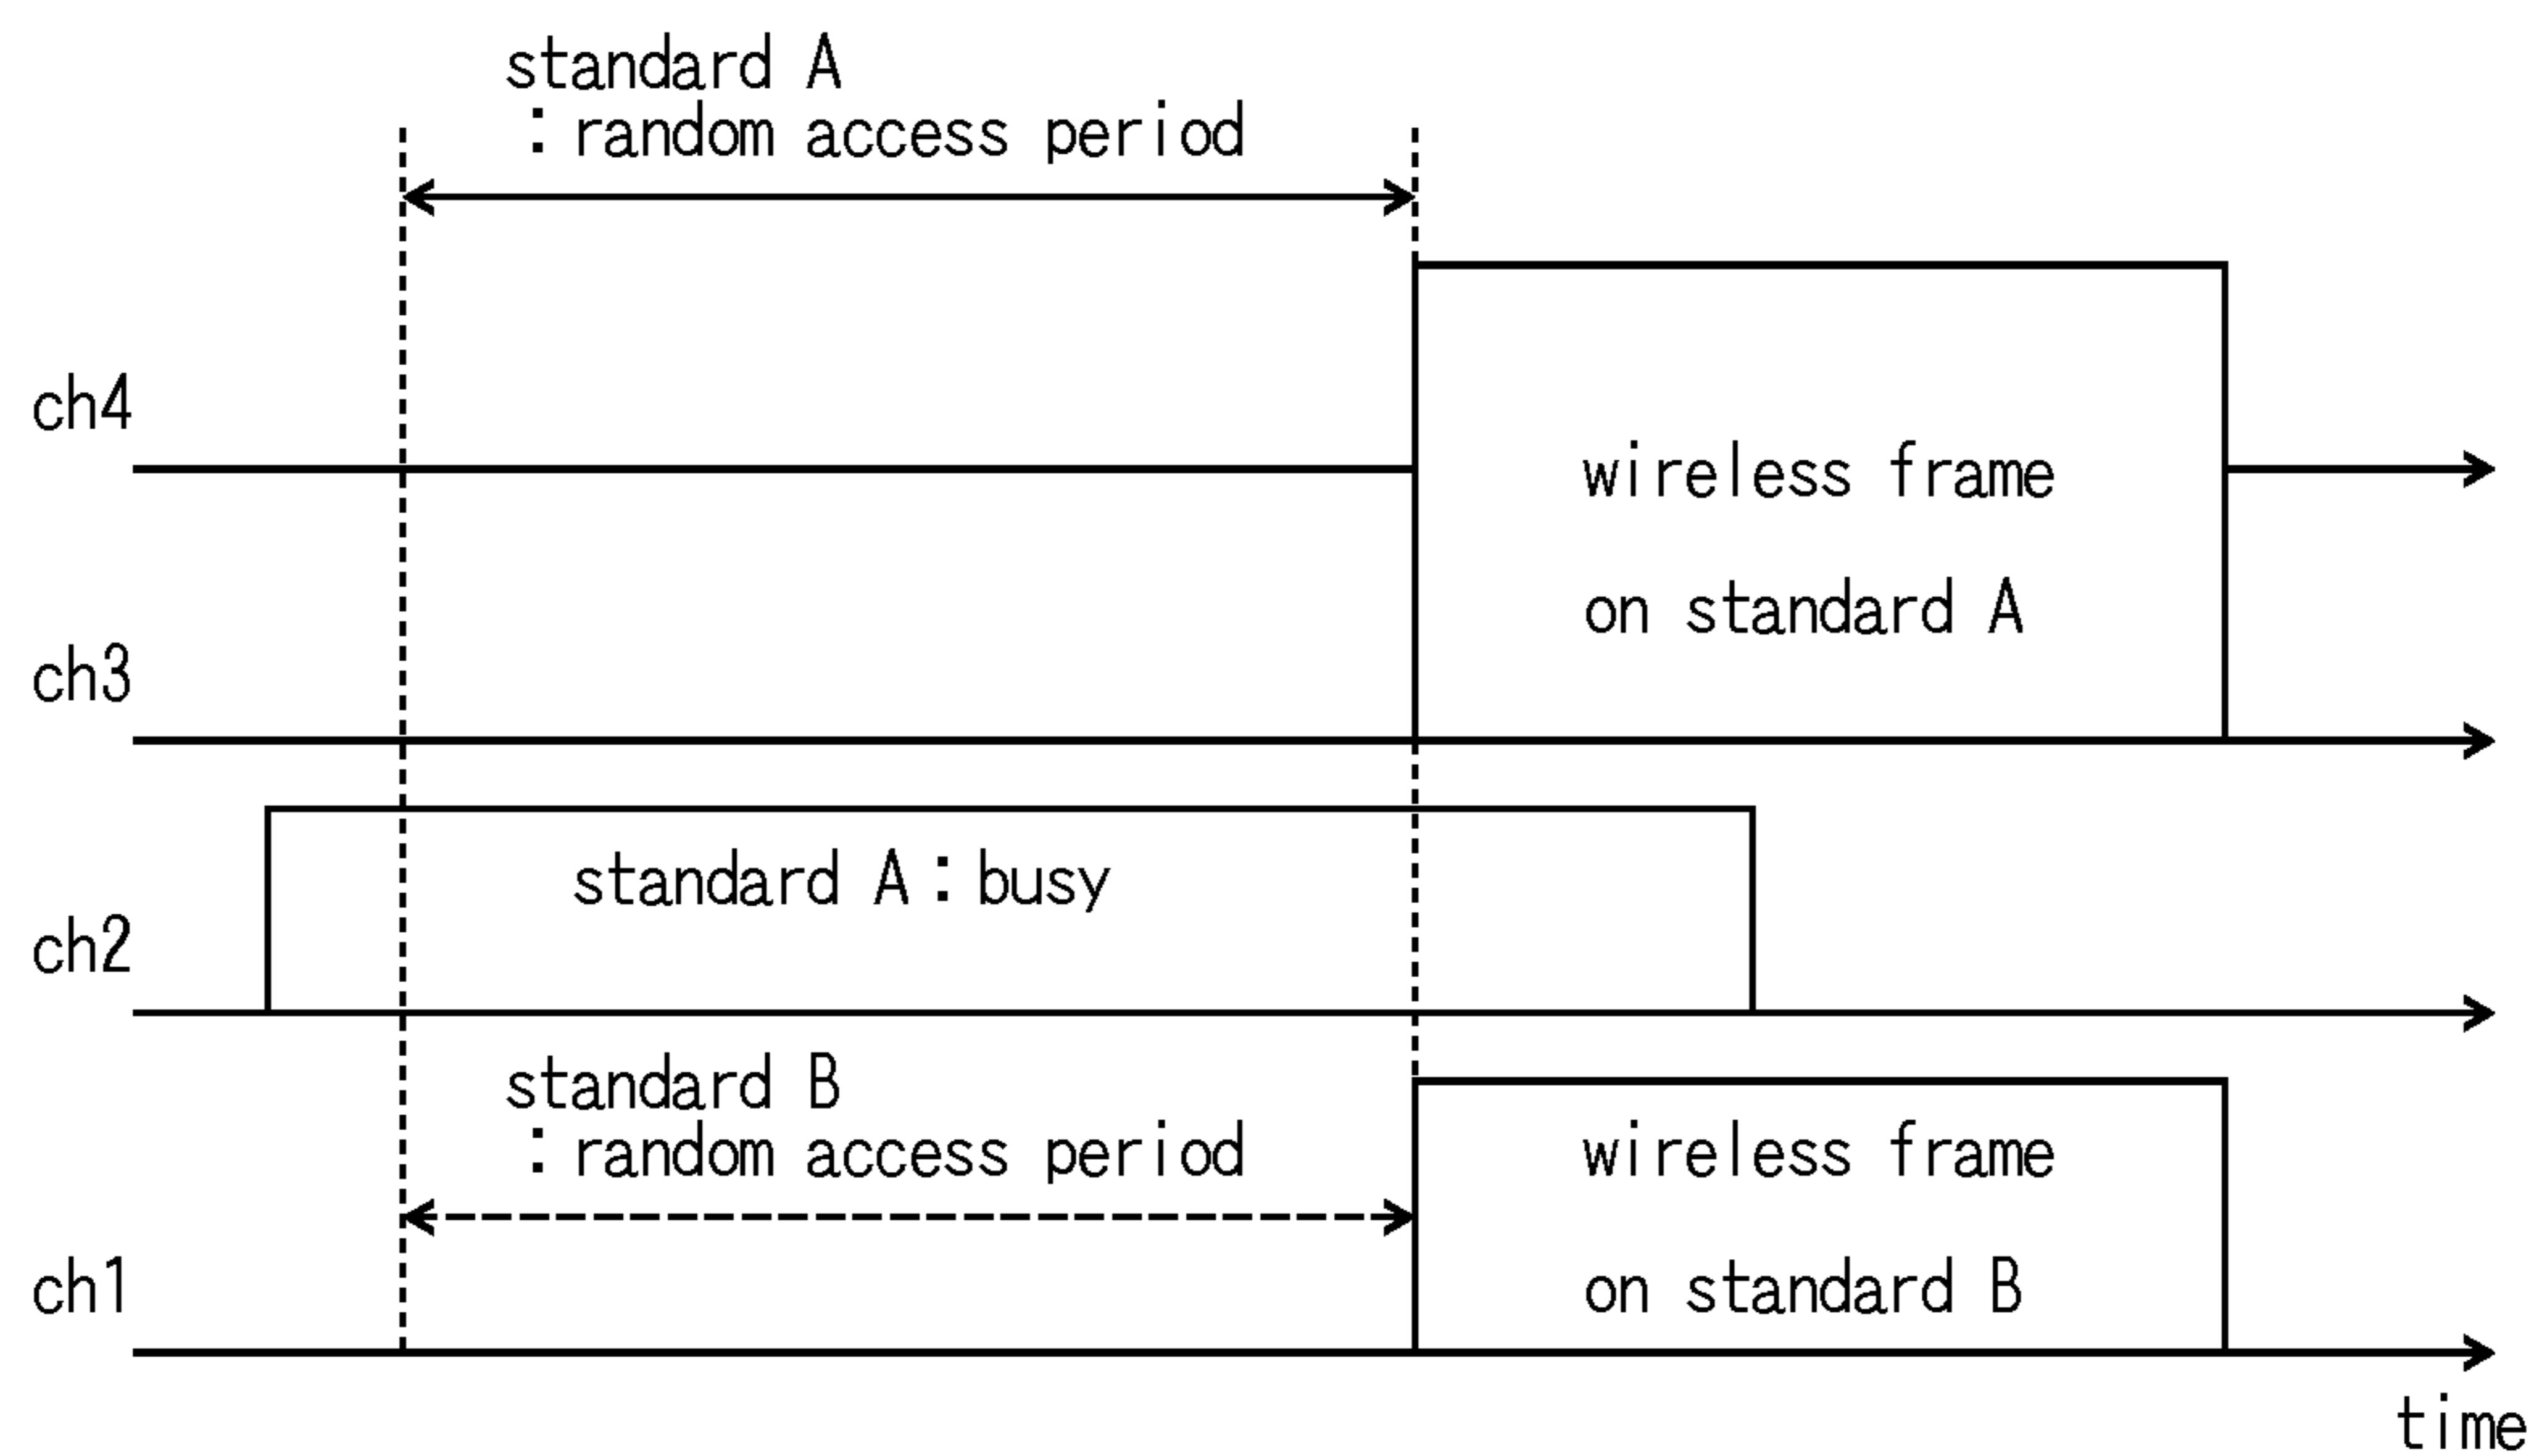 standard A
：random access period
ch4
wireless frame
on standard A
ch3
standard A：busy
ch2
standard B
：random access period
wireless frame
on standard B
ch1
time